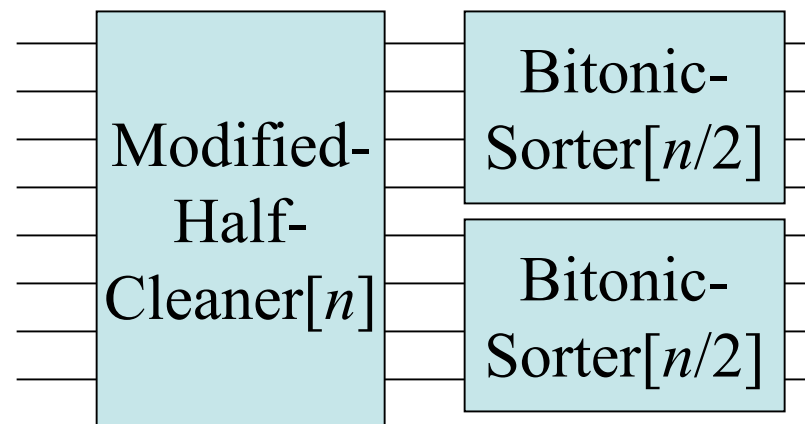 Modified-
Half-
Cleaner[n]
Bitonic-
Sorter[n/2]
Bitonic-
Sorter[n/2]